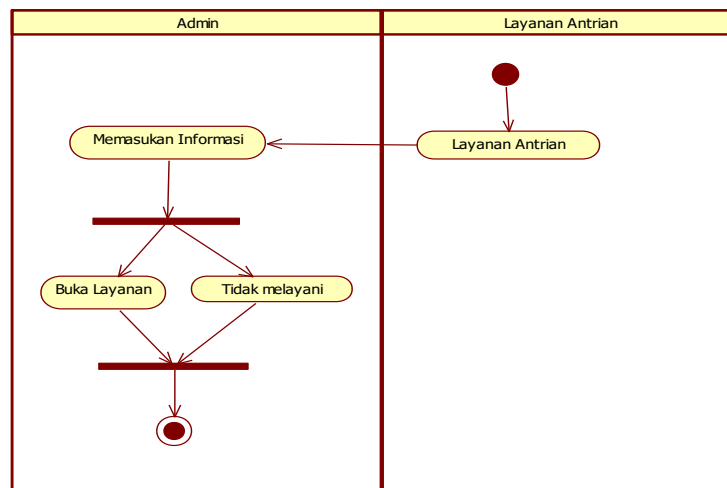 Admin
Layanan Antrian
Memasukan Informasi
Layanan Antrian
Buka Layanan
Tidak melayani